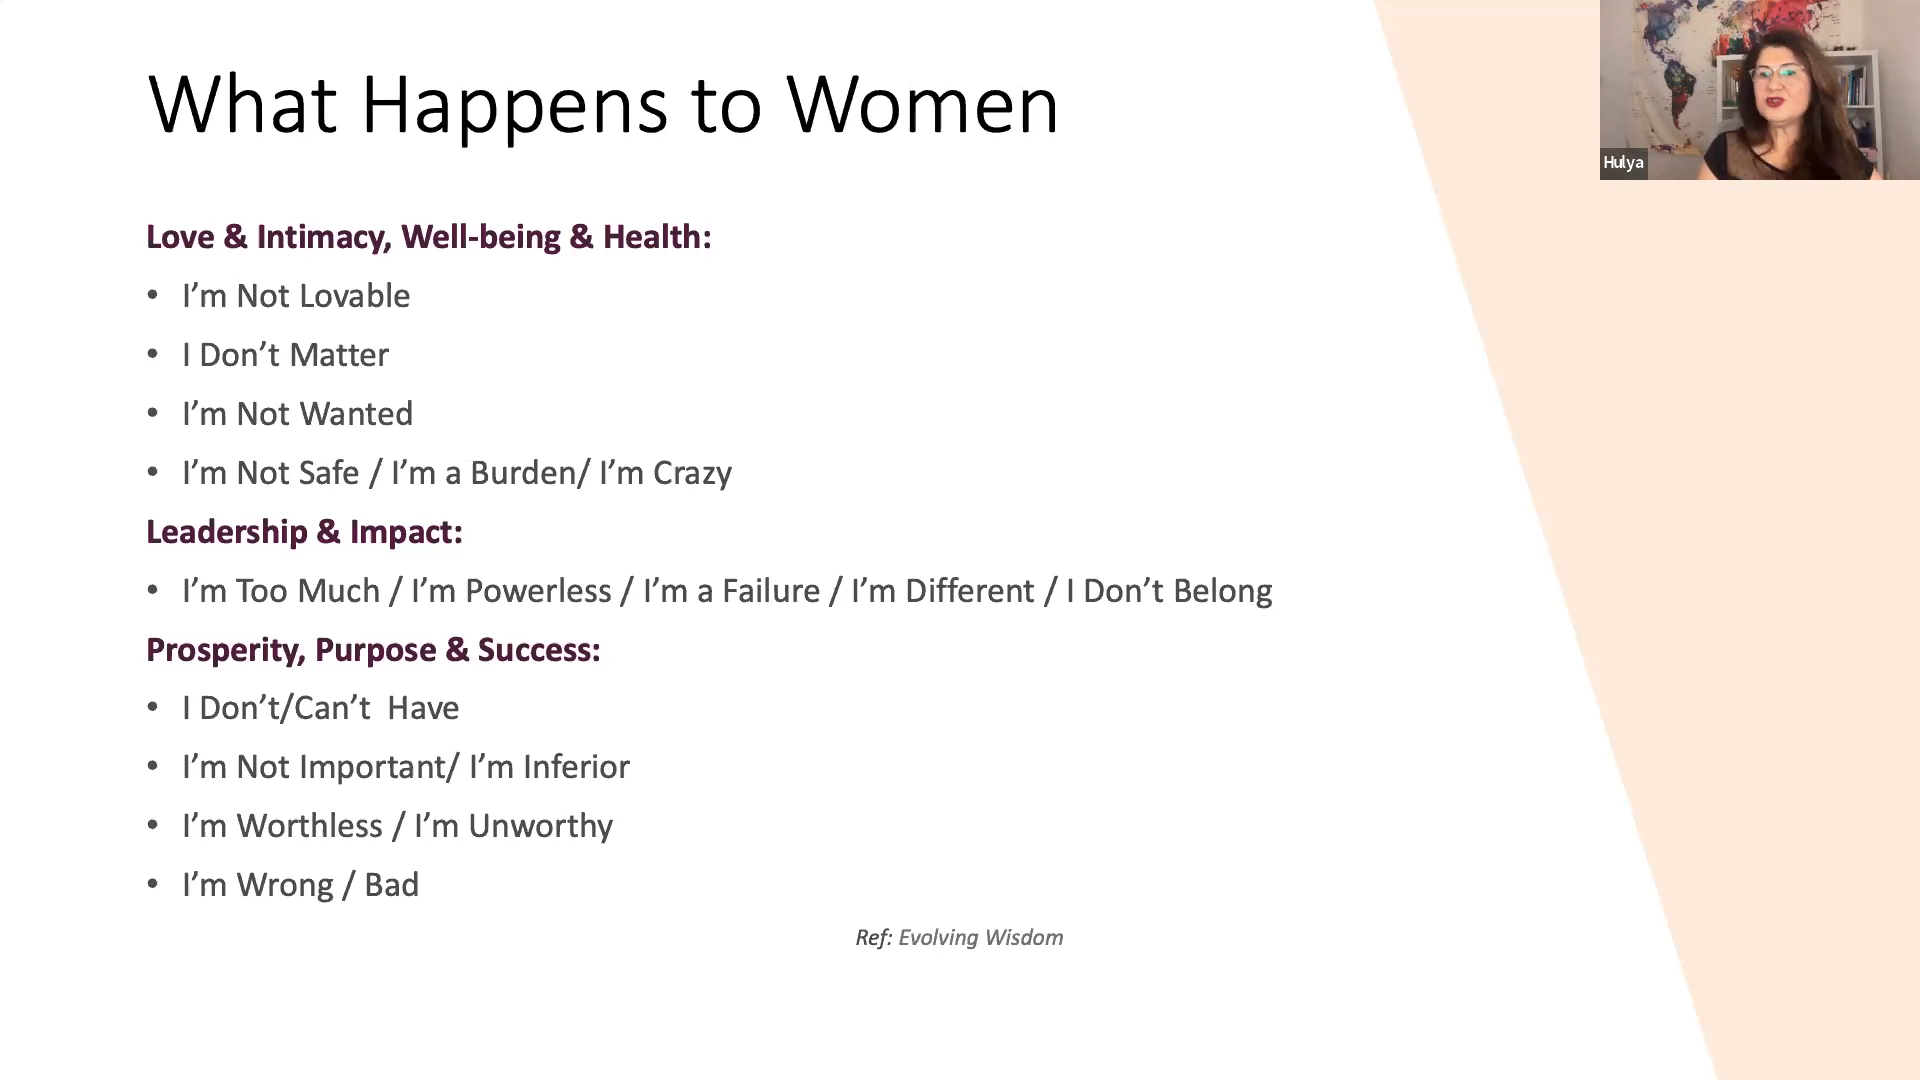 What Happens to Women
Hulya
Love & Intimacy, Well-being & Health:
• I’m Not Lovable
• I Don’t Matter
• I’m Not Wanted
• I’m Not Safe / I’m a Burden/ I’m Crazy
Leadership & Impact:
• I’m Too Much / I’m Powerless / I’m a Failure / I’m Different / I Don’t Belong
Prosperity, Purpose & Success:
• I Don’t/Can’t  Have
• I’m Not Important/ I’m Inferior
• I’m Worthless / I’m Unworthy
• I’m Wrong / Bad
Ref: Evolving Wisdom